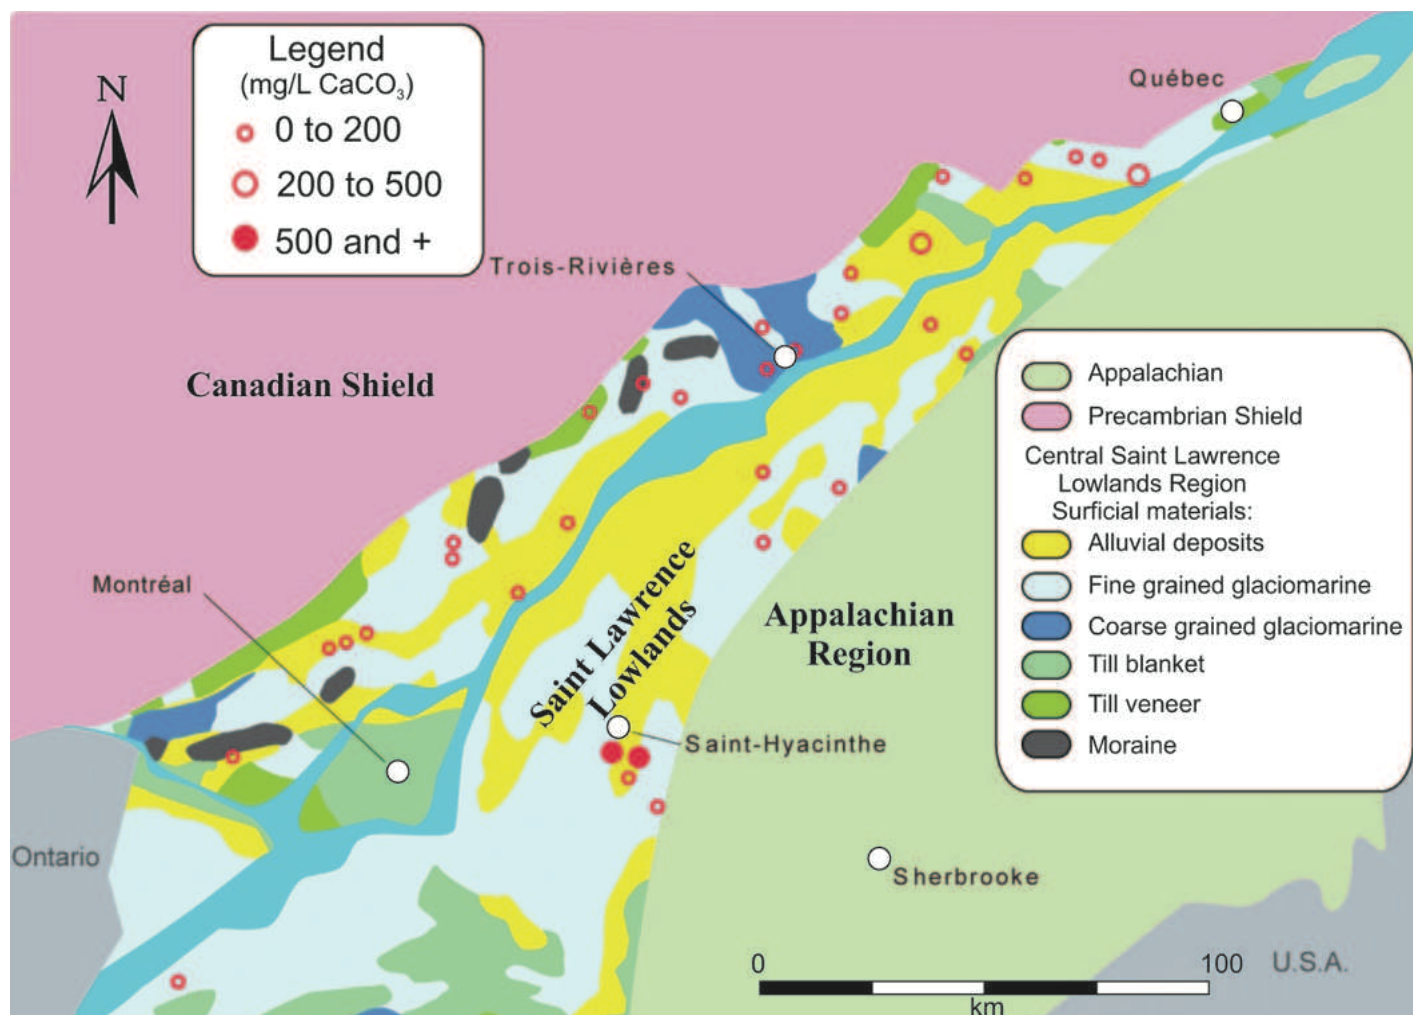 Legend
(mg/L CaCO₃)
0 to 200
200 to 500
500 and +
N
Québec
Trois-Rivières
Canadian Shield
Montréal
Saint Lawrence
Lowlands
Appalachian
Region
Saint-Hyacinthe
Sherbrooke
Ontario
U.S.A.
Appalachian
Precambrian Shield
Central Saint Lawrence
Lowlands Region
Surficial materials:
Alluvial deposits
Fine grained glaciomarine
Coarse grained glaciomarine
Till blanket
Till veneer
Moraine
0
100
km